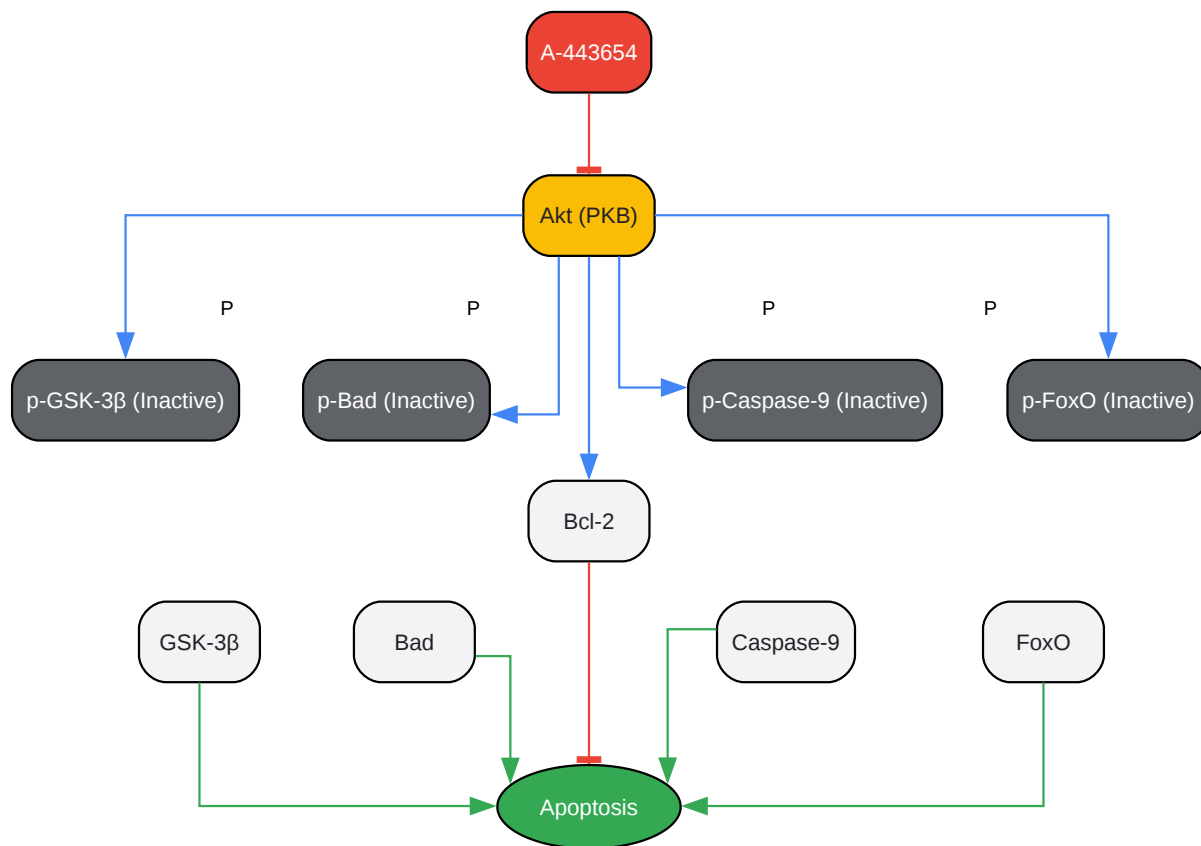 A-443654
Akt (PKB)
P
P
P
P
p-GSK-3β (Inactive)
p-Bad (Inactive)
p-Caspase-9 (Inactive)
p-FoxO (Inactive)
Bcl-2
GSK-3β
Bad
Caspase-9
FoxO
Apoptosis